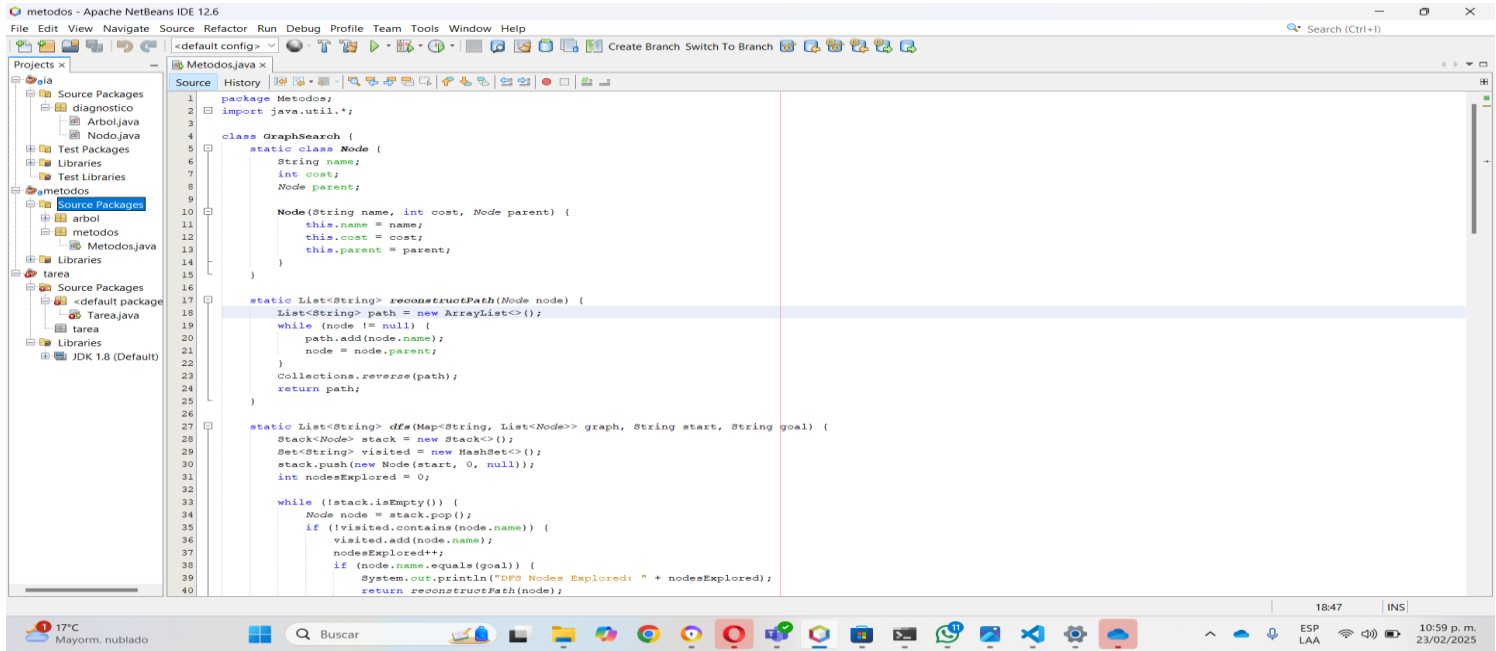 metodos - Apache NetBeans IDE 12.6
File Edit View Navigate Source Refactor Run Debug Profile Team Tools Window Help
Search (Ctrl+I)
<default config>
Create Branch Switch To Branch
Projects ×
Metodos.java ×
Source History
aia
Source Packages
diagnostico
Arbol.java
Nodo.java
Test Packages
Libraries
Test Libraries
metodos
Source Packages
arbol
metodos
Metodos.java
Libraries
tarea
Source Packages
<default package
Tarea.java
tarea
Libraries
JDK 1.8 (Default)
1 package Metodos;
2 import java.util.*;
3
4 class GraphSearch {
5 static class Node {
6 String name;
7 int cost;
8 Node parent;
9
10 Node(String name, int cost, Node parent) {
11 this.name = name;
12 this.cost = cost;
13 this.parent = parent;
14 }
15 }
16
17 static List<String> reconstructPath(Node node) {
18 List<String> path = new ArrayList<>();
19 while (node != null) {
20 path.add(node.name);
21 node = node.parent;
22 }
23 Collections.reverse(path);
24 return path;
25 }
26
27 static List<String> dfs(Map<String, List<Node>> graph, String start, String goal) {
28 Stack<Node> stack = new Stack<>();
29 Set<String> visited = new HashSet<>();
30 stack.push(new Node(start, 0, null));
31 int nodesExplored = 0;
32
33 while (!stack.isEmpty()) {
34 Node node = stack.pop();
35 if (!visited.contains(node.name)) {
36 visited.add(node.name);
37 nodesExplored++;
38 if (node.name.equals(goal)) {
39 System.out.println("DFS Nodes Explored: " + nodesExplored);
40 return reconstructPath(node);
18:47 INS
1
17°C
Mayorm. nublado
Buscar
11
ESP
LAA
10:59 p. m.
23/02/2025